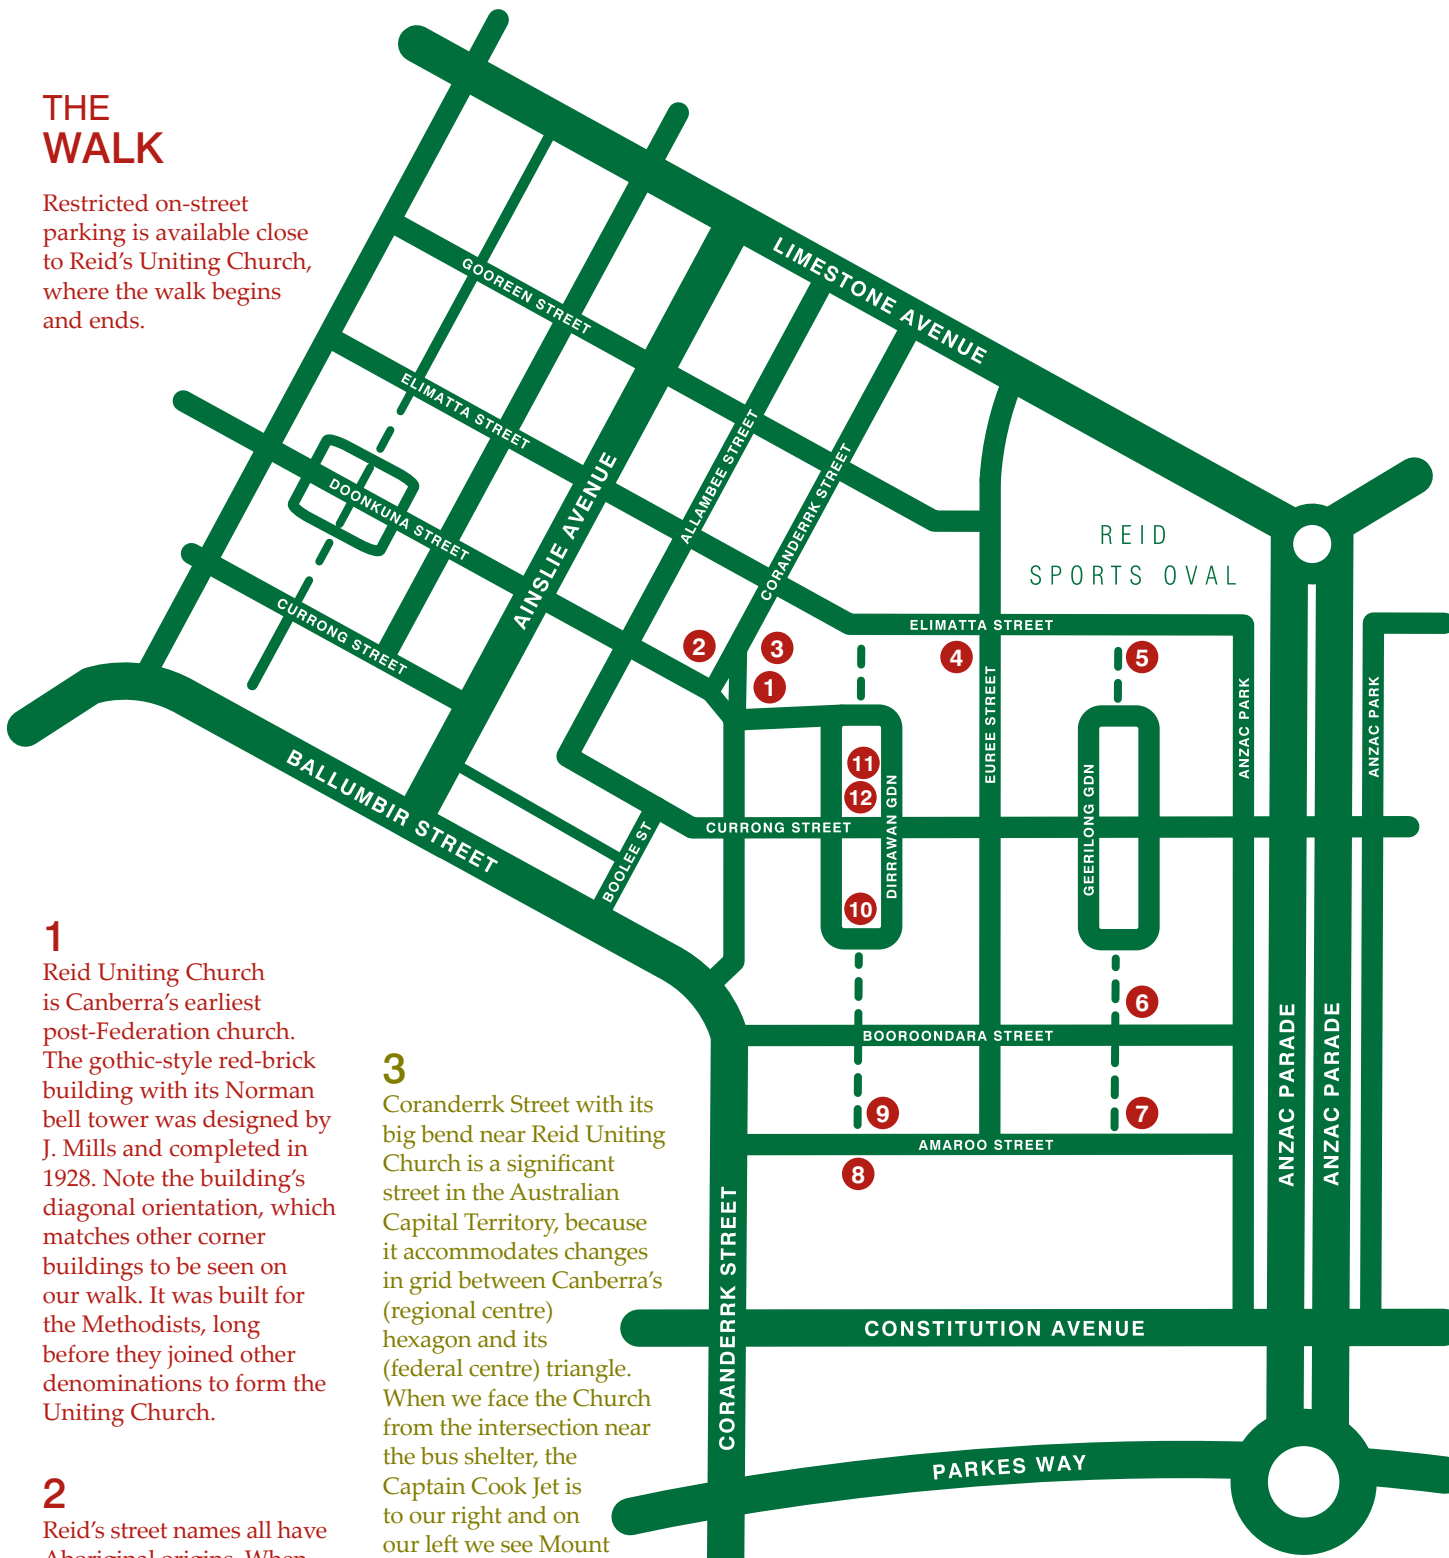 THE
WALK
Restricted on-street
parking is available close
to Reid’s Uniting Church,
where the walk begins
and ends.
1
Reid Uniting Church
is Canberra’s earliest
post-Federation church.
The gothic-style red-brick
building with its Norman
bell tower was designed by
J. Mills and completed in
1928. Note the building’s
diagonal orientation, which
matches other corner
buildings to be seen on
our walk. It was built for
the Methodists, long
before they joined other
denominations to form the
Uniting Church.
2
Reid’s street names all have
Aboriginal origins. When
3
Coranderrk Street with its
big bend near Reid Uniting
Church is a significant
street in the Australian
Capital Territory, because
it accommodates changes
in grid between Canberra’s
(regional centre)
hexagon and its
(federal centre) triangle.
When we face the Church
from the intersection near
the bus shelter, the
Captain Cook Jet is
to our right and on
our left we see Mount
LIMESTONE AVENUE
GOOREEN STREET
ELIMATTA STREET
DOONKUNA STREET
CURRONG STREET
AINSLIE AVENUE
ALLAMBEE STREET
CORANDERRK STREET
BALLUMBIR STREET
BOOLEE ST
REID
SPORTS OVAL
ELIMATTA STREET
2
3
1
4
5
EUREE STREET
ANZAC PARK
ANZAC PARK
11
12
DIRRAWAN GDN
GEERILONG GDN
CURRONG STREET
10
6
BOOROONDARA STREET
9
7
AMAROO STREET
8
ANZAC PARADE
ANZAC PARADE
CORANDERRK STREET
CONSTITUTION AVENUE
PARKES WAY